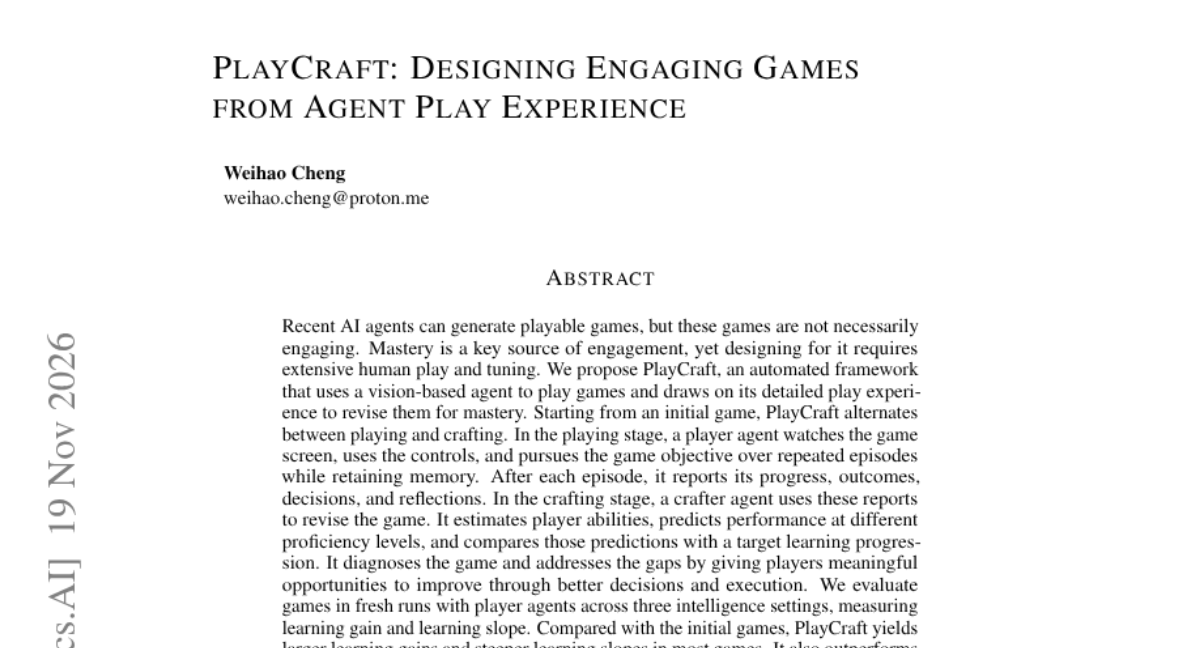 PLAYCRAFT: DESIGNING ENGAGING GAMES
FROM AGENT PLAY EXPERIENCE
Weihao Cheng
weihao.cheng@proton.me
ABSTRACT
Recent AI agents can generate playable games, but these games are not necessarily
engaging. Mastery is a key source of engagement, yet designing for it requires
extensive human play and tuning. We propose PlayCraft, an automated framework
that uses a vision-based agent to play games and draws on its detailed play experi-
ence to revise them for mastery. Starting from an initial game, PlayCraft alternates
between playing and crafting. In the playing stage, a player agent watches the game
screen, uses the controls, and pursues the game objective over repeated episodes
while retaining memory. After each episode, it reports its progress, outcomes,
decisions, and reflections. In the crafting stage, a crafter agent uses these reports
to revise the game. It estimates player abilities, predicts performance at different
proficiency levels, and compares those predictions with a target learning progres-
sion. It diagnoses the game and addresses the gaps by giving players meaningful
opportunities to improve through better decisions and execution. We evaluate
games in fresh runs with player agents across three intelligence settings, measuring
learning gain and learning slope. Compared with the initial games, PlayCraft yields
cs.AI] 19 Nov 2026